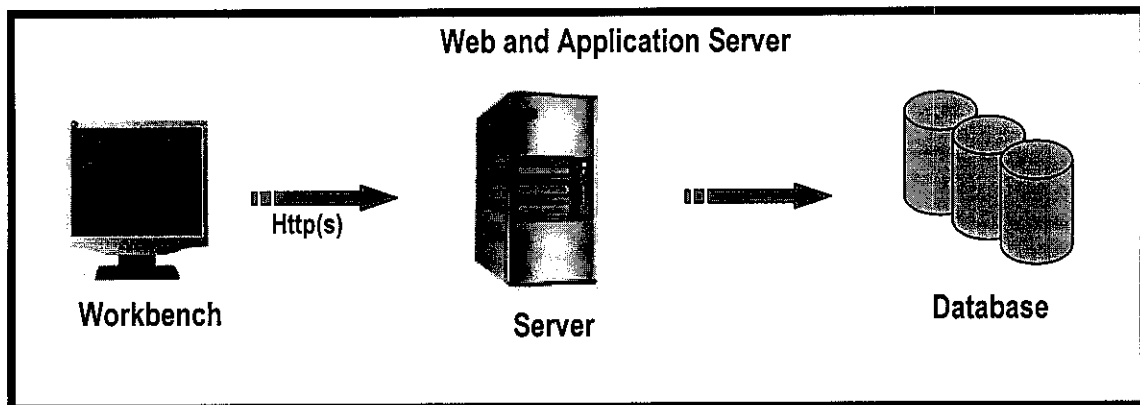 Web and Application Server
Http(s)
Workbench
Server
Database